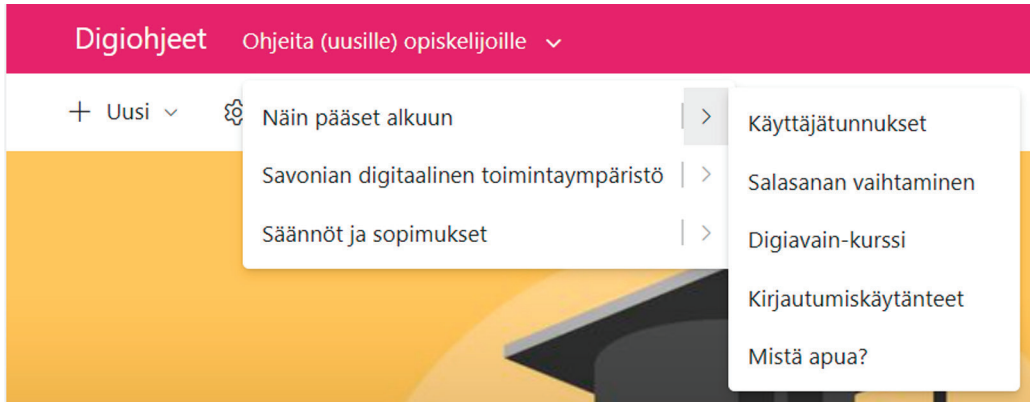 Digiohjeet Ohjeita (uusille) opiskelijoille
Uusi
Näin pääset alkuun
Savonian digitaalinen toimintaympäristö
Säännöt ja sopimukset
Käyttäjätunnukset
Salasanan vaihtaminen
Digiavain-kurssi
Kirjautumiskäytänteet
Mistä apua?